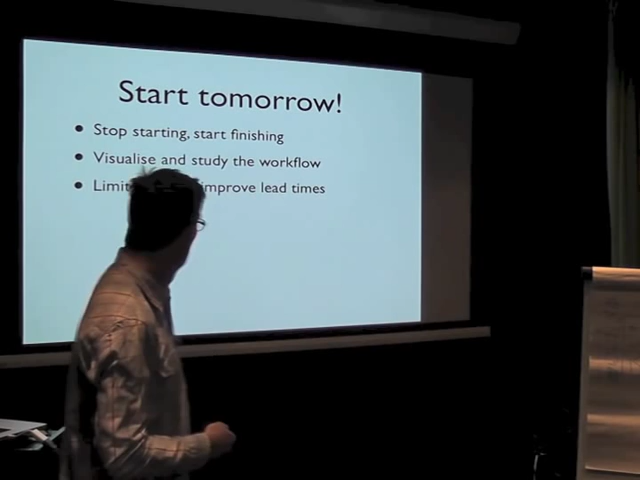 Start tomorrow!
• Stop starting, start finishing
• Visualise and study the workflow
• Limit improve lead times